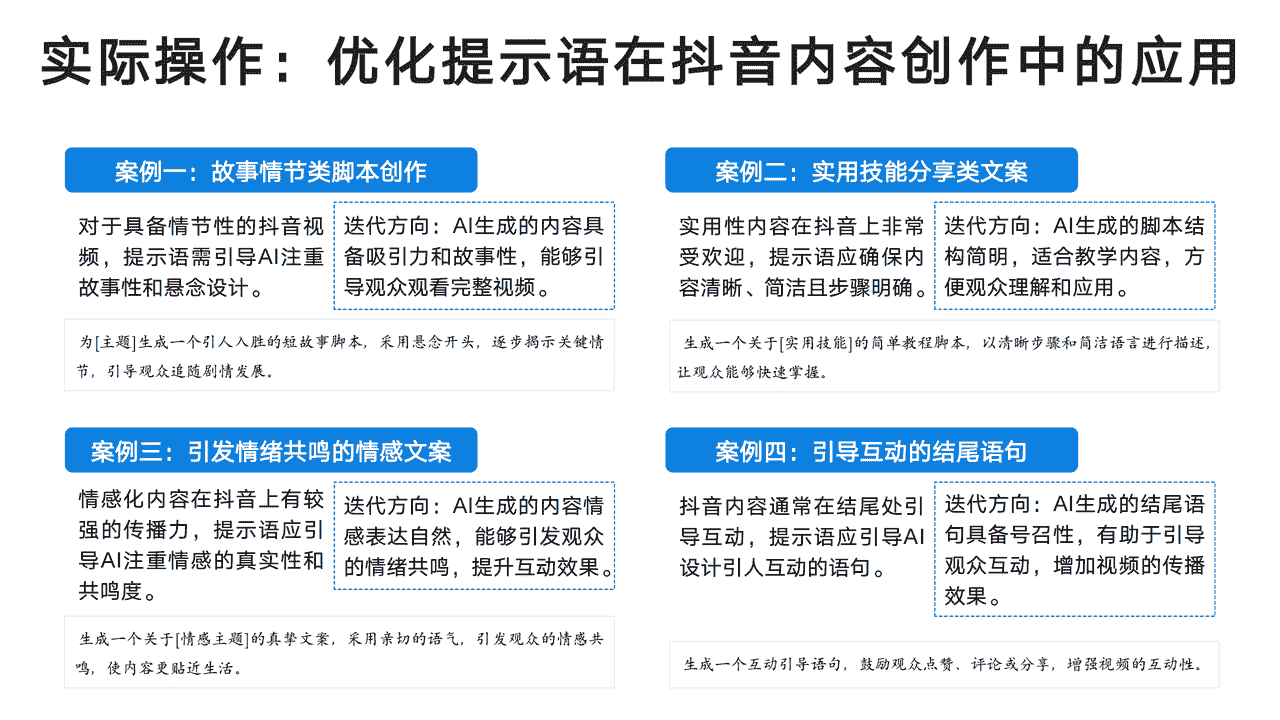 实际操作：优化提示语在抖音内容创作中的应用
案例一：故事情节类脚本创作
对于具备情节性的抖音视
频，提示语需引导AI注重
故事性和悬念设计。
迭代方向：AI生成的内容具
备吸引力和故事性，能够引
导观众观看完整视频。
为[主题]生成一个引人入胜的短故事脚本，采用悬念开头，逐步揭示关键情
节，引导观众追随剧情发展。
案例二：实用技能分享类文案
实用性内容在抖音上非常
受欢迎，提示语应确保内
容清晰、简洁且步骤明确。
迭代方向：AI生成的脚本结
构简明，适合教学内容，方
便观众理解和应用。
生成一个关于[实用技能]的简单教程脚本，以清晰步骤和简洁语言进行描述，
让观众能够快速掌握。
案例三：引发情绪共鸣的情感文案
情感化内容在抖音上有较
强的传播力，提示语应引
导AI注重情感的真实性和
共鸣度。
迭代方向：AI生成的内容情
感表达自然，能够引发观众
的情绪共鸣，提升互动效果。
生成一个关于[情感主题]的真挚文案，采用亲切的语气，引发观众的情感共
鸣，使内容更贴近生活。
案例四：引导互动的结尾语句
抖音内容通常在结尾处引
导互动，提示语应引导AI
设计引人互动的语句。
迭代方向：AI生成的结尾语
句具备号召性，有助于引导
观众互动，增加视频的传播
效果。
生成一个互动引导语句，鼓励观众点赞、评论或分享，增强视频的互动性。